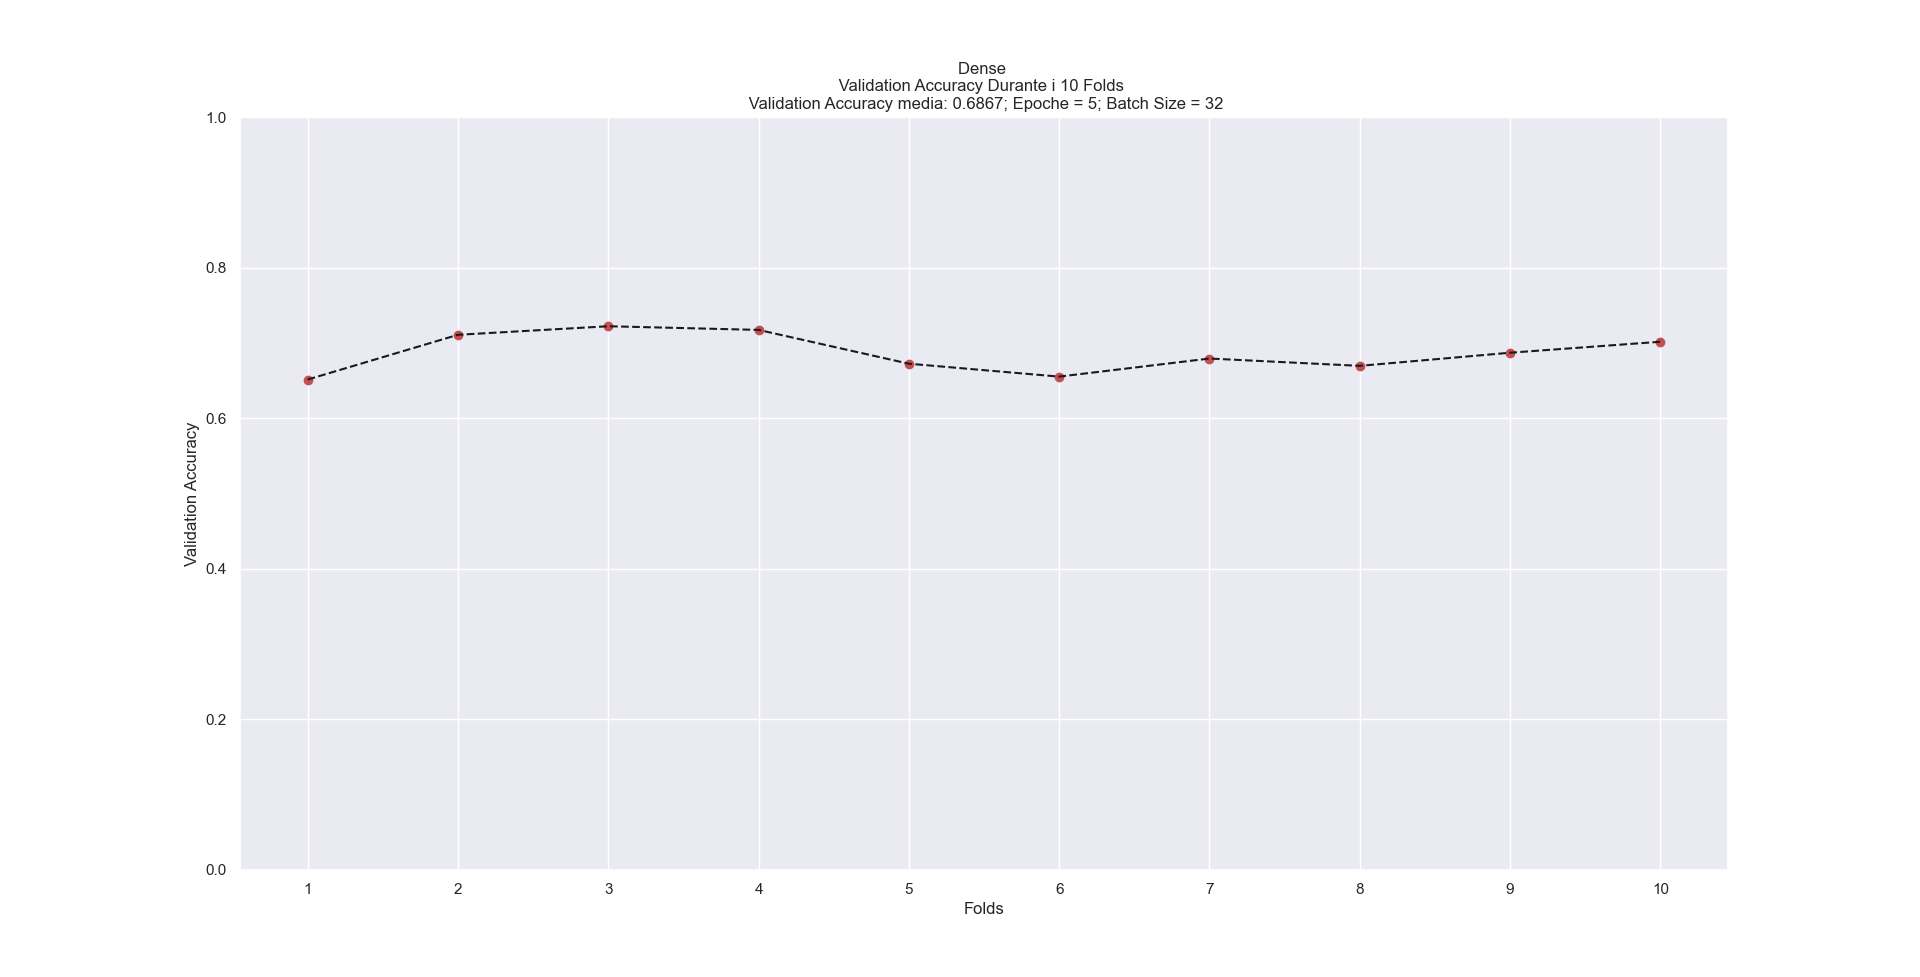 Dense
Validation Accuracy Durante i 10 Folds
Validation Accuracy media: 0.6867; Epoche = 5; Batch Size = 32
1.0
0.8
0.6
0.4
0.2
0.0
Validation Accuracy
1 2 3 4 5 6 7 8 9 10
Folds